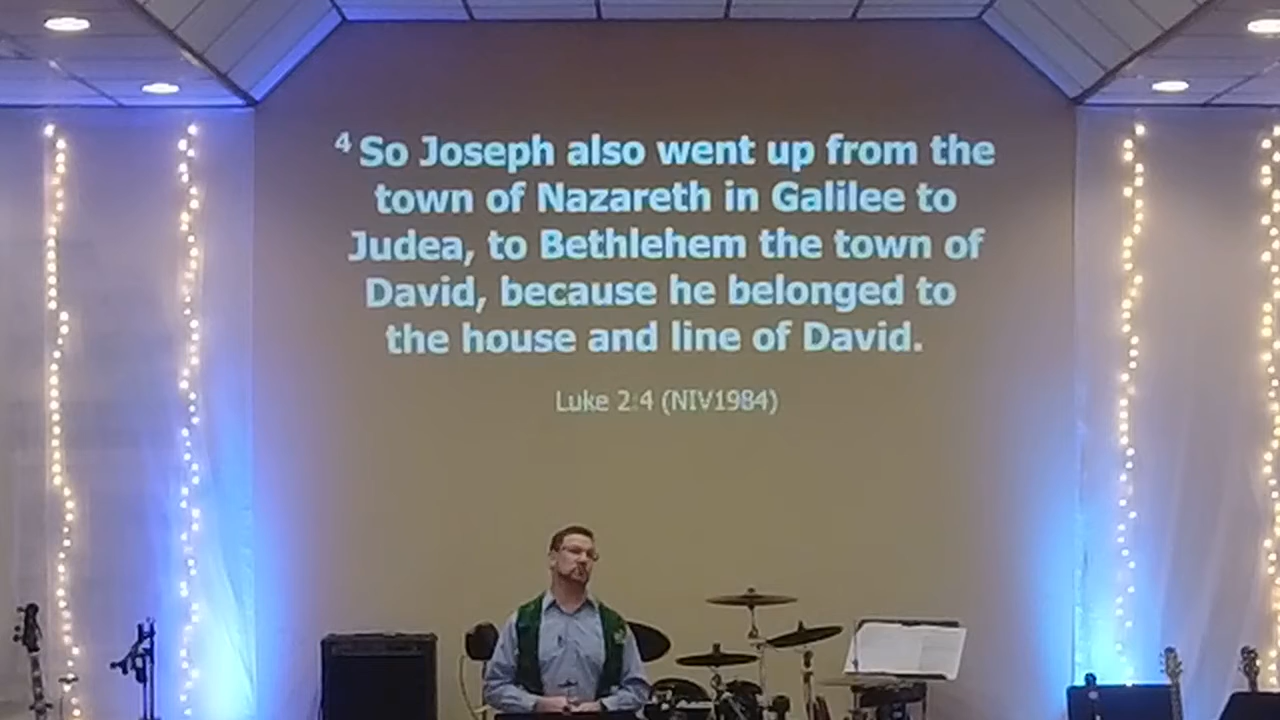 4 So Joseph also went up from the
town of Nazareth in Galilee to
Judea, to Bethlehem the town of
David, because he belonged to
the house and line of David.
Luke 2:4 (NIV1984)